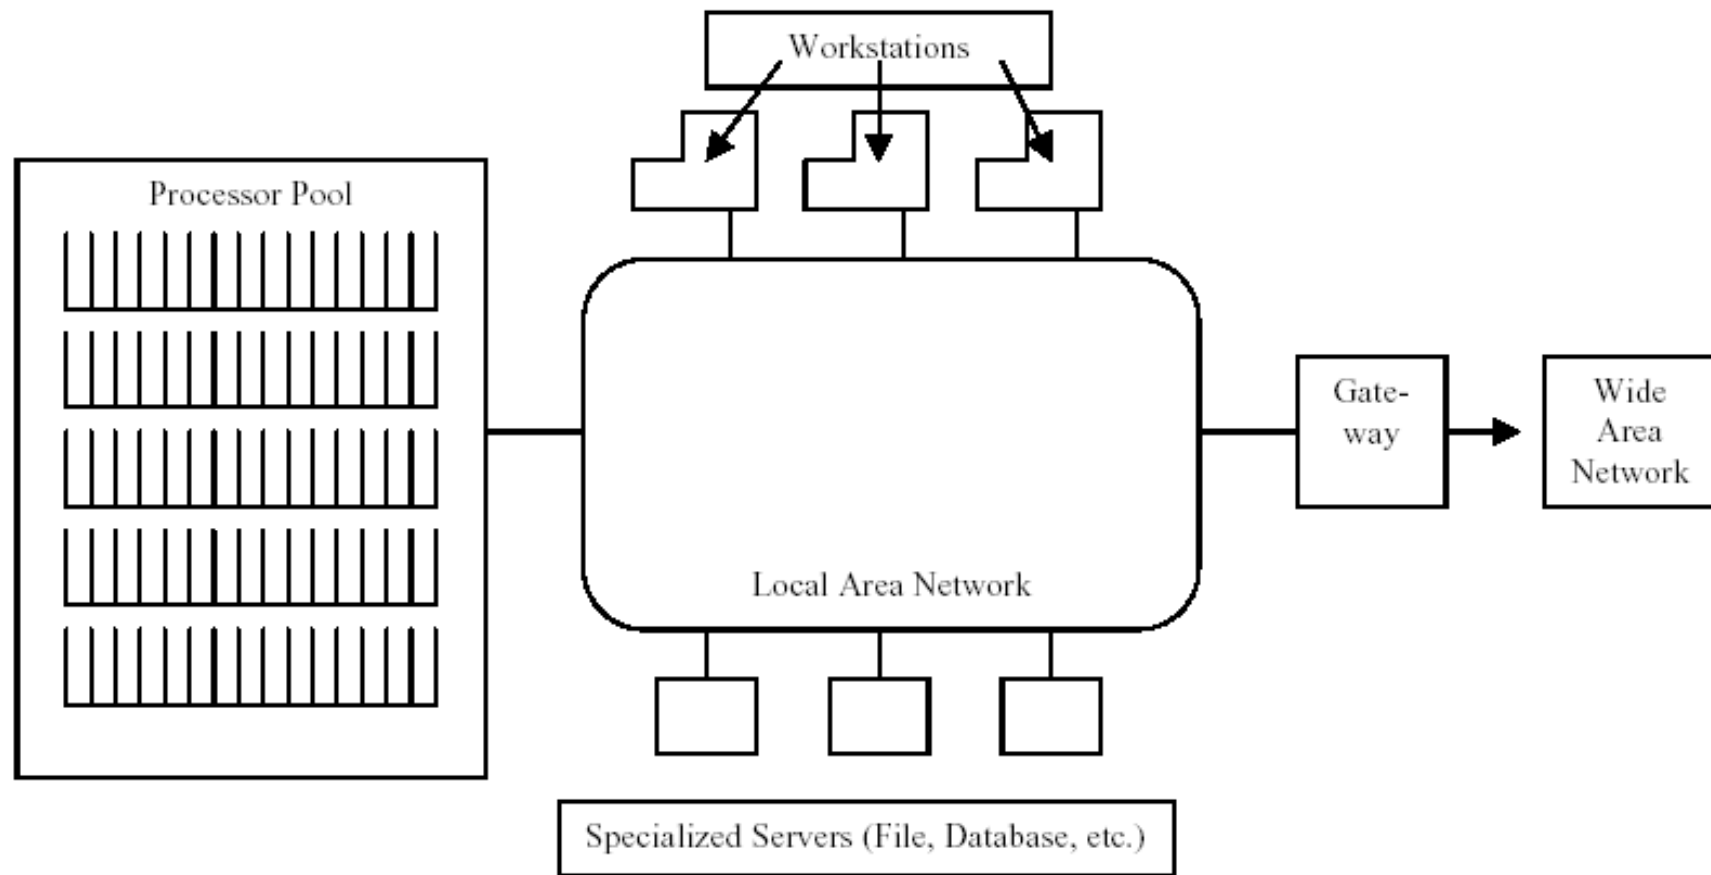 Workstations
Processor Pool
Gate-
way
Wide
Area
Network
Local Area Network
Specialized Servers (File, Database, etc.)